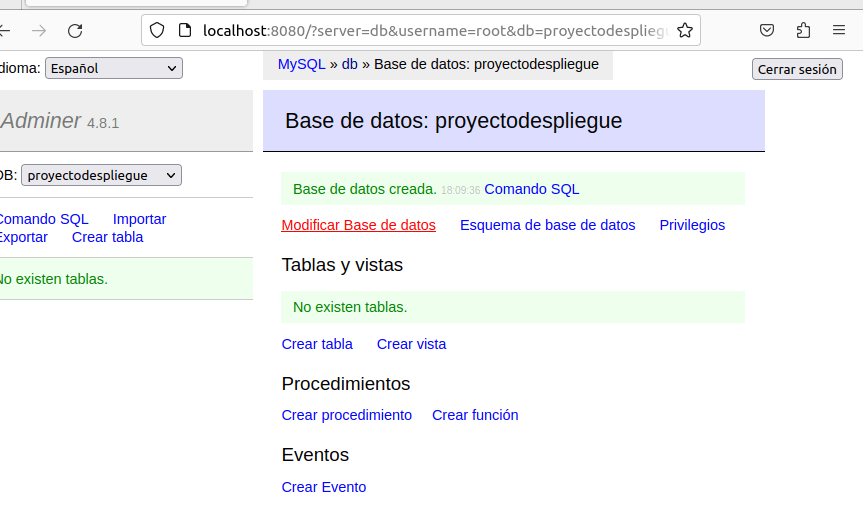 localhost:8080/?server=db&username=root&db=proyectodespliegu
dioma: Español
MySQL » db » Base de datos: proyectodespliegue
Cerrar sesión
Adminer 4.8.1
Base de datos: proyectodespliegue
DB: proyectodespliegue
Base de datos creada. 18:09:36 Comando SQL
Comando SQL Importar
Exportar Crear tabla
Modificar Base de datos Esquema de base de datos Privilegios
No existen tablas.
Tablas y vistas
No existen tablas.
Crear tabla Crear vista
Procedimientos
Crear procedimiento Crear función
Eventos
Crear Evento